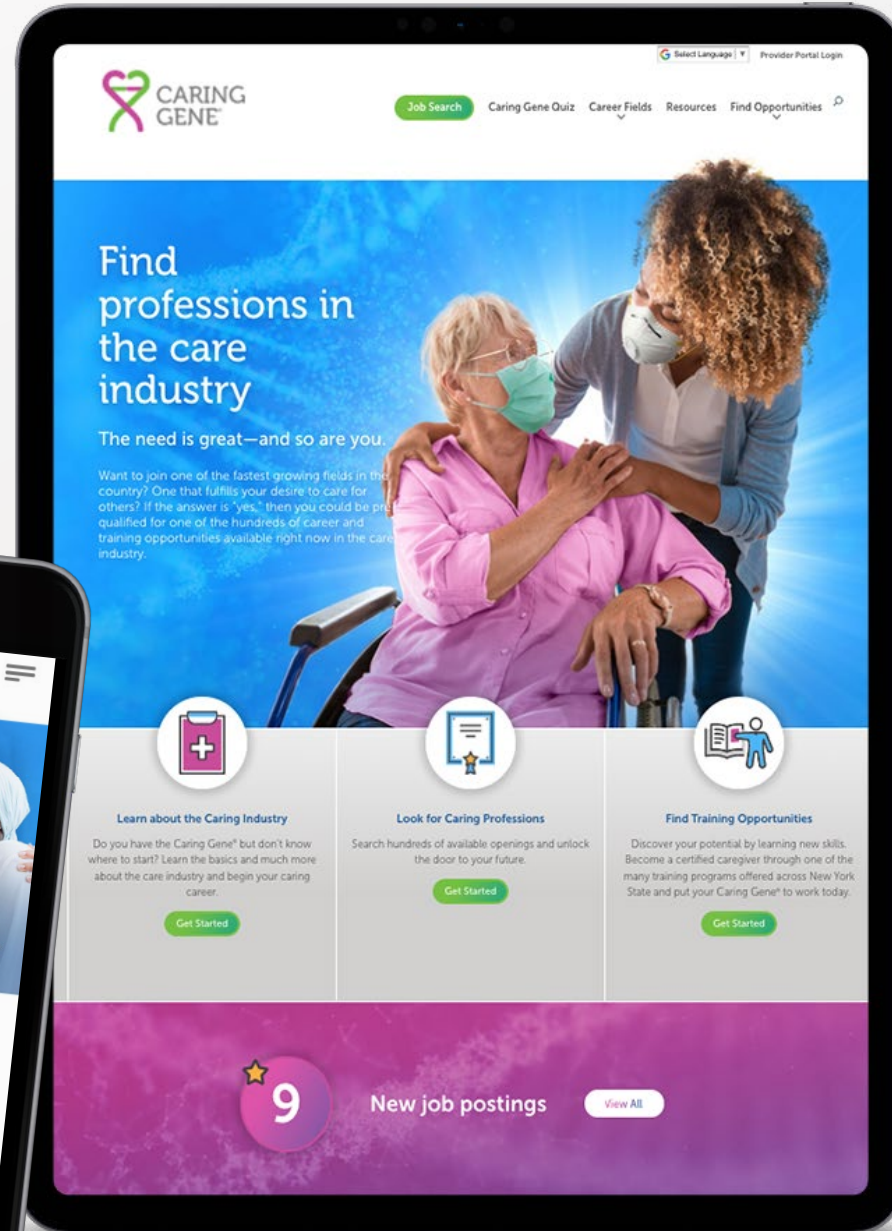 Select Language ▼
Provider Portal Login
CARING
GENE®
Job Search
Caring Gene Quiz
Career Fields
Resources
Find Opportunities
Find
professions in
the care
industry
The need is great—and so are you.
Want to join one of the fastest growing fields in the
country? One that fulfills your desire to care for
others? If the answer is "yes," then you could be pre
qualified for one of the hundreds of career and
training opportunities available right now in the care
industry.
Learn about the Caring Industry
Do you have the Caring Gene® but don't know
where to start? Learn the basics and much more
about the care industry and begin your caring
career.
Get Started
Look for Caring Professions
Search hundreds of available openings and unlock
the door to your future.
Get Started
Find Training Opportunities
Discover your potential by learning new skills.
Become a certified caregiver through one of the
many training programs offered across New York
State and put your Caring Gene® to work today.
Get Started
9
New job postings
View All